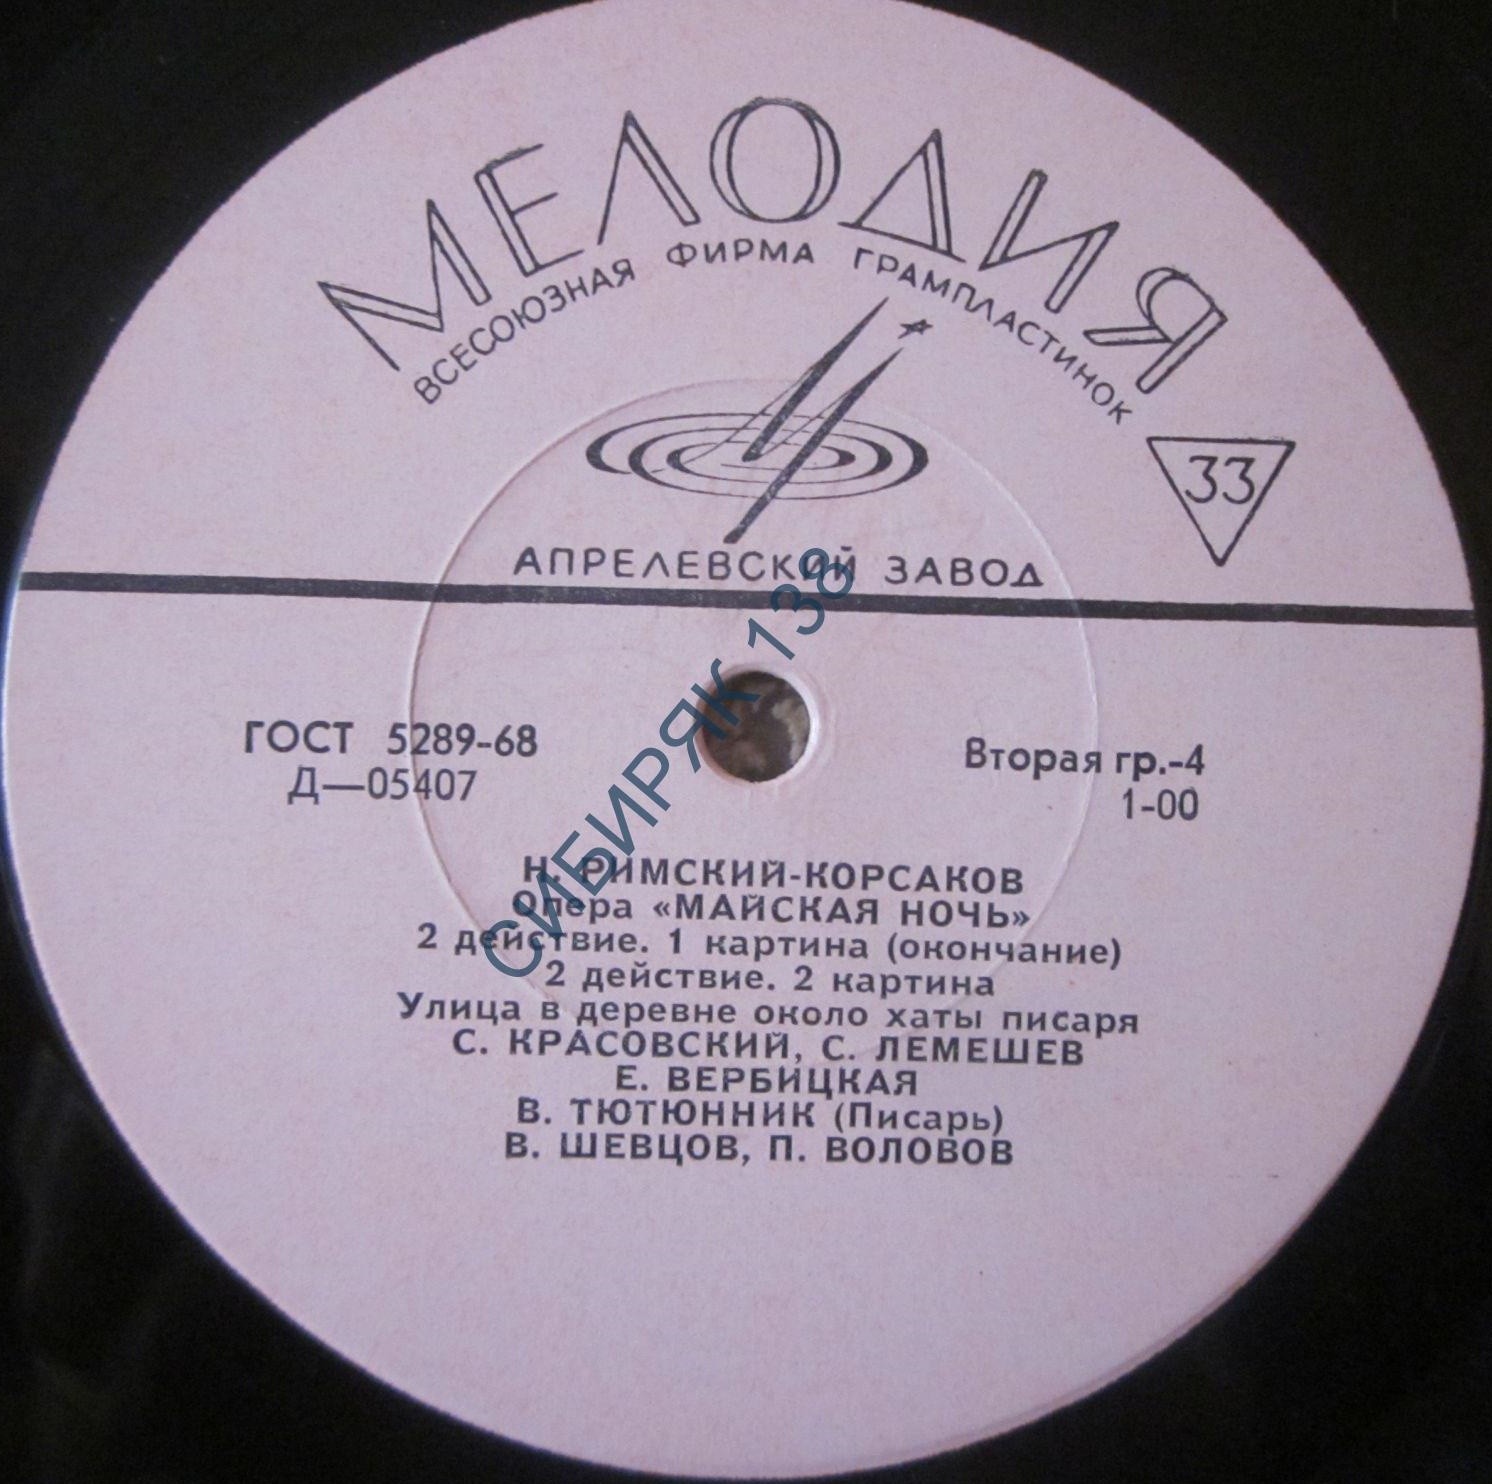 МЕЛОДИЯ
ВСЕСОЮЗНАЯ ФИРМА ГРАМПЛАСТИНОК
33
АПРЕЛЕВСКИЙ ЗАВОД
ГОСТ 5289-68
Д—05407
Вторая гр.-4
1-00
Н. РИМСКИЙ-КОРСАКОВ
Опера «МАЙСКАЯ НОЧЬ»
2 действие. 1 картина (окончание)
2 действие. 2 картина
Улица в деревне около хаты писаря
С. КРАСОВСКИЙ, С. ЛЕМЕШЕВ
Е. ВЕРБИЦКАЯ
В. ТЮТЮННИК (Писарь)
В. ШЕВЦОВ, П. ВОЛОВОВ
СИБИРЯК 138